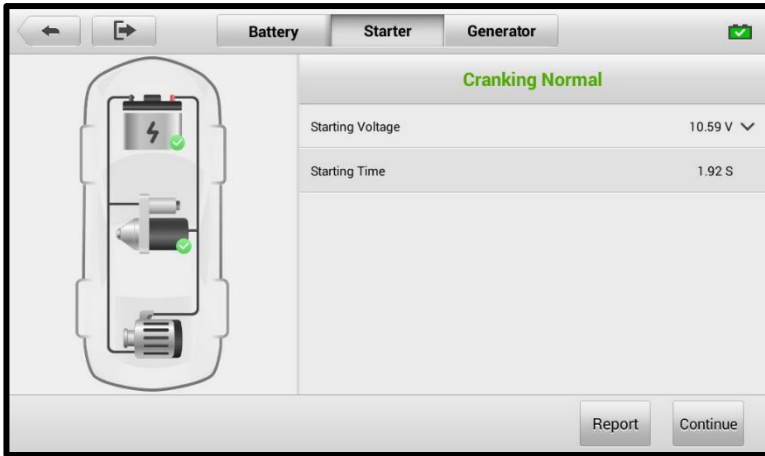 Battery Starter Generator
Cranking Normal
Starting Voltage 10.59 V
Starting Time 1.92 S
Report Continue